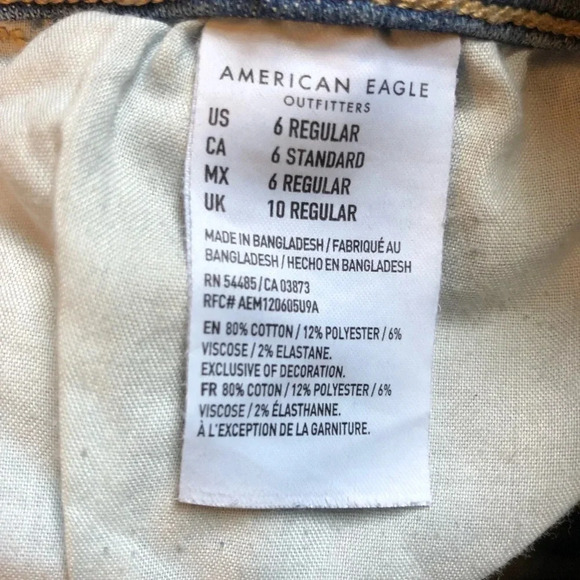 AMERICAN EAGLE
OUTFITTERS
US 6 REGULAR
CA 6 STANDARD
MX 6 REGULAR
UK 10 REGULAR
MADE IN BANGLADESH / FABRIQUÉ AU
BANGLADESH / HECHO EN BANGLADESH
RN 54485 / CA 03873
RFC# AEM120605U9A
EN 80% COTTON / 12% POLYESTER / 6%
VISCOSE / 2% ELASTANE.
EXCLUSIVE OF DECORATION.
FR 80% COTON / 12% POLYESTER / 6%
VISCOSE / 2% ÉLASTHANNE.
À L'EXCEPTION DE LA GARNITURE.